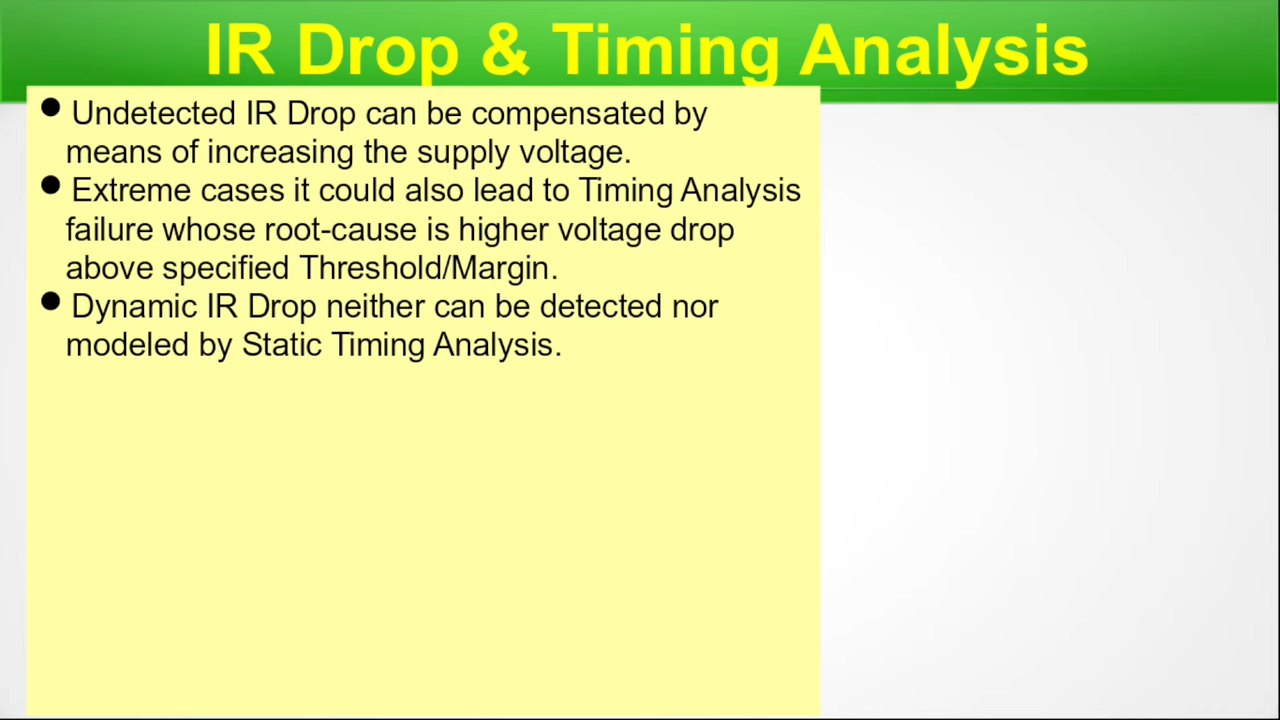 IR Drop & Timing Analysis
● Undetected IR Drop can be compensated by
means of increasing the supply voltage.
● Extreme cases it could also lead to Timing Analysis
failure whose root-cause is higher voltage drop
above specified Threshold/Margin.
● Dynamic IR Drop neither can be detected nor
modeled by Static Timing Analysis.